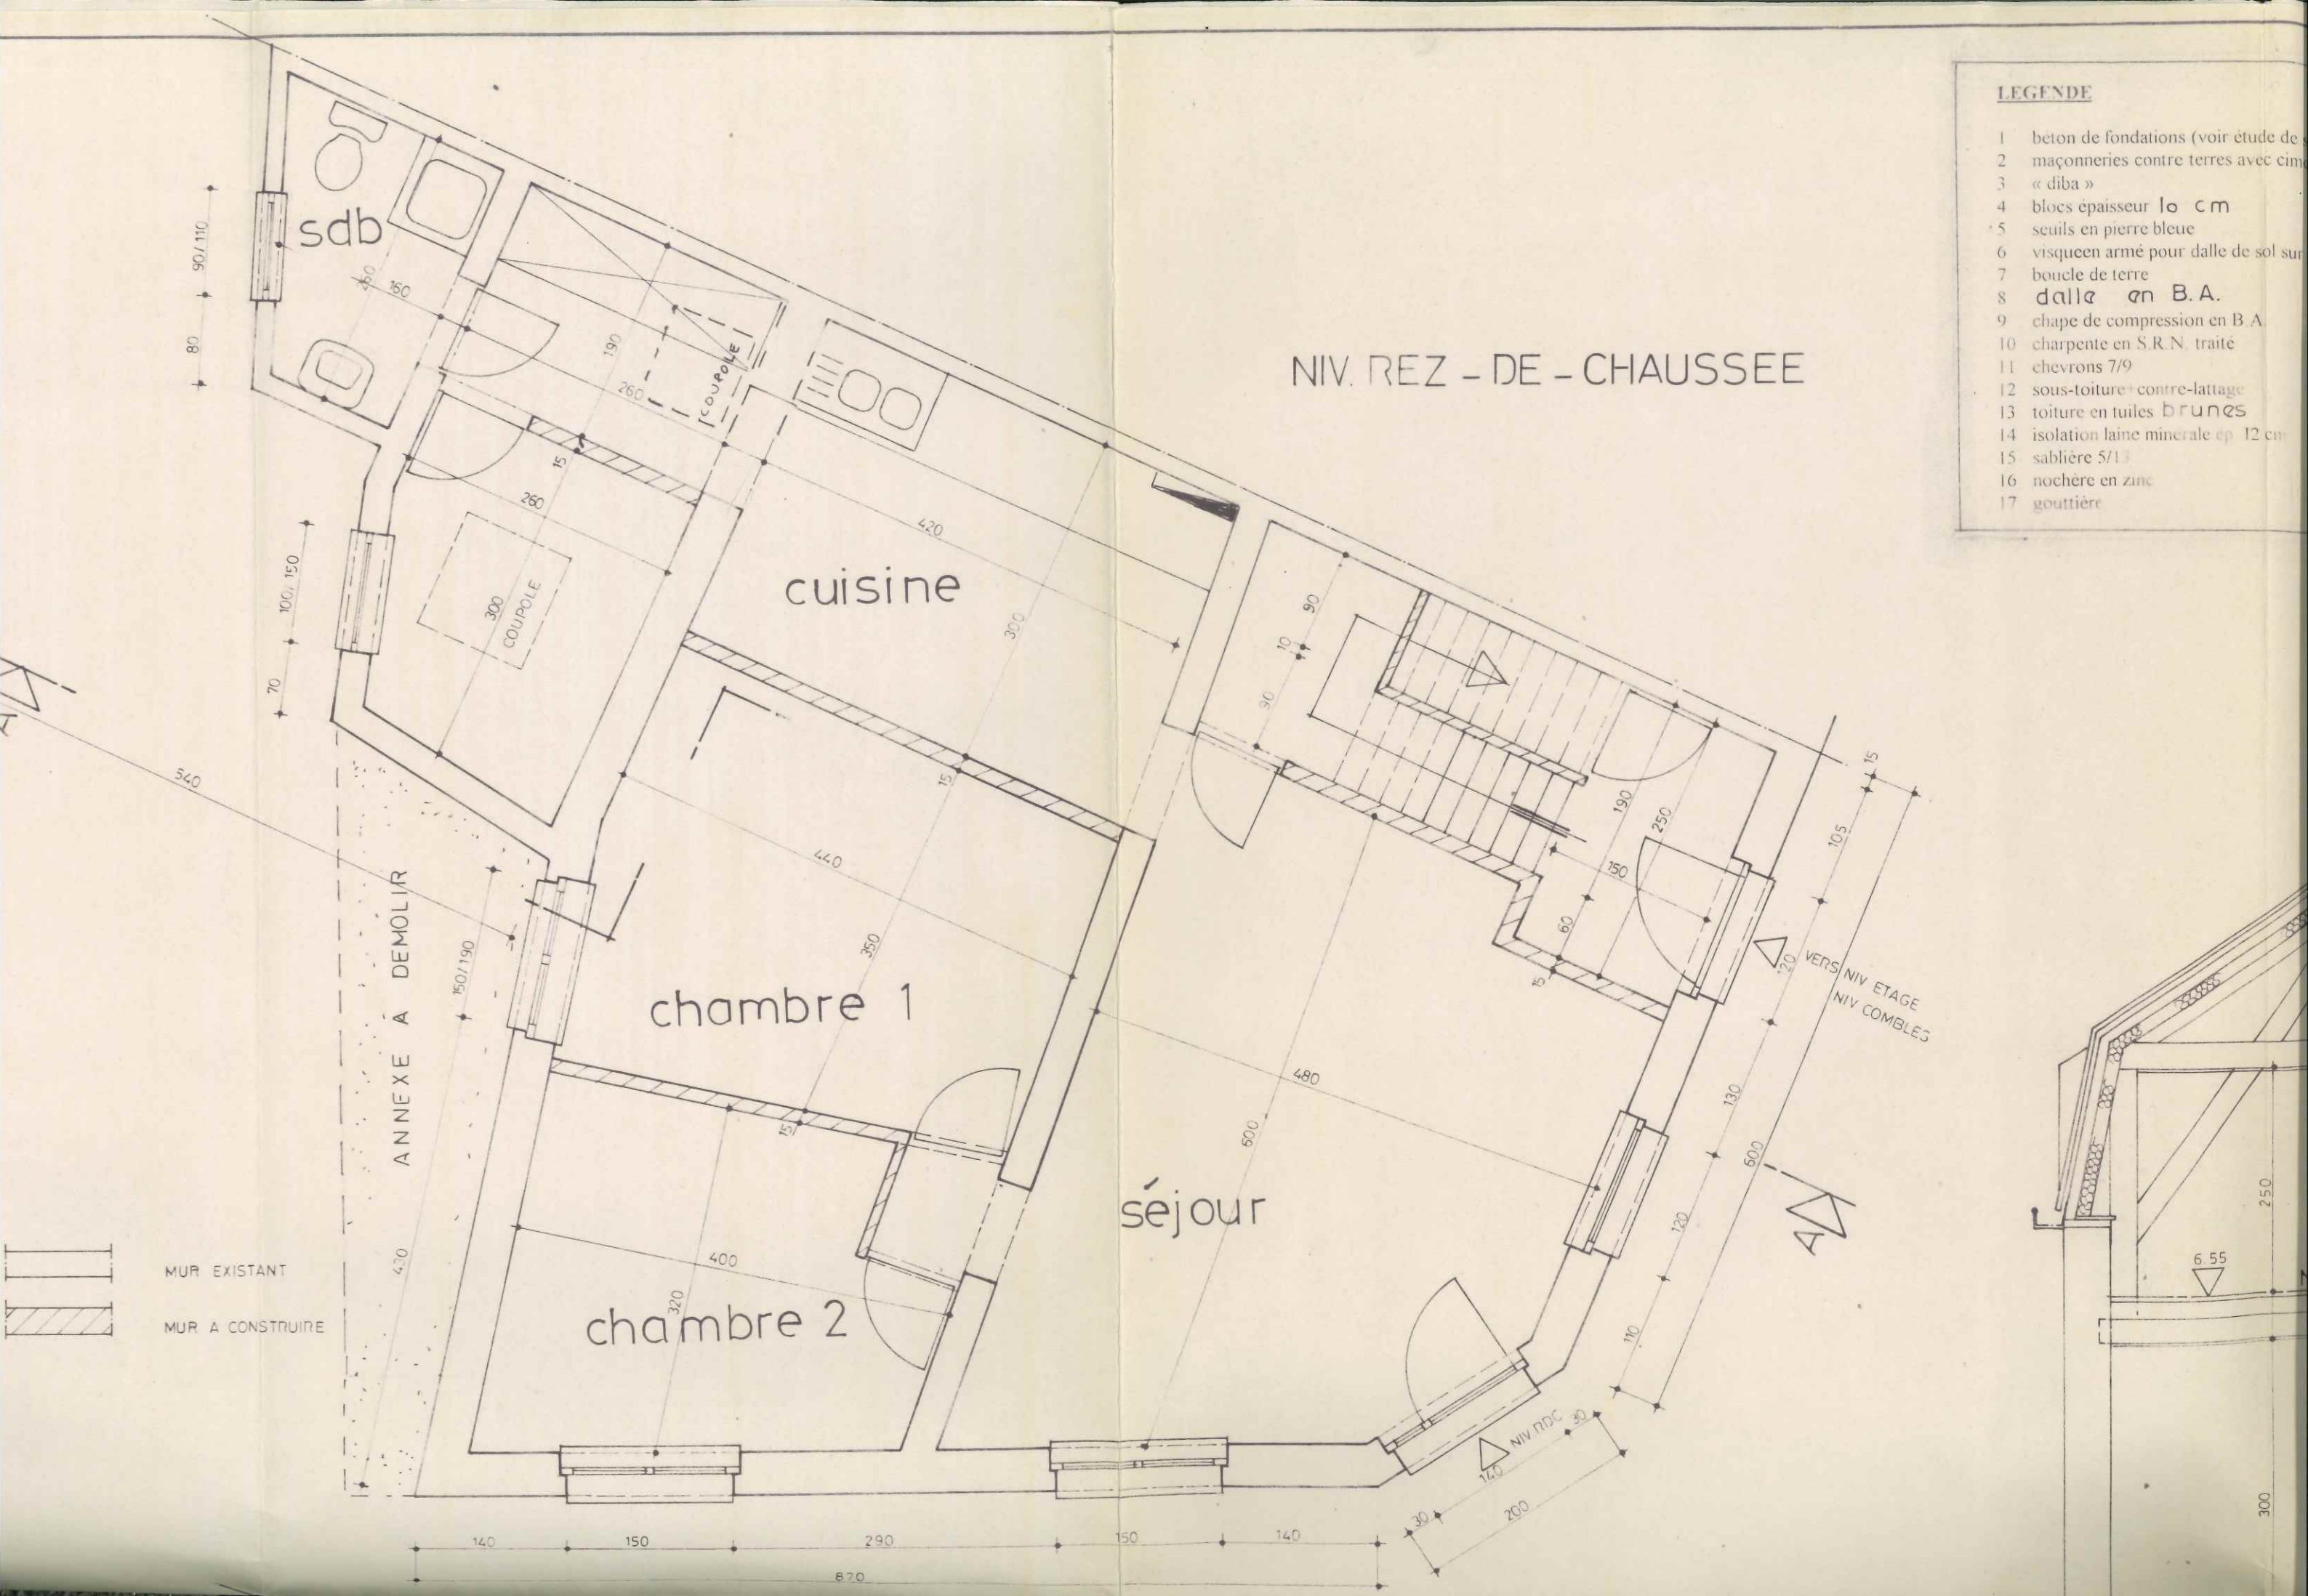 NIV. REZ - DE - CHAUSSEE
LEGENDE
1 béton de fondations (voir étude de
2 maçonneries contre terres avec cim
3 « diba »
4 blocs épaisseur 10 cm
5 seuils en pierre bleue
6 visqueen armé pour dalle de sol sur
7 boucle de terre
8 dalle en B.A.
9 chape de compression en B.A.
10 charpente en S.R.N. traité
11 chevrons 7/9
12 sous-toiture+contre-lattage
13 toiture en tuiles brunes
14 isolation laine minérale ép. 12 cm
15 sablière 5/13
16 nochère en zinc
17 gouttière
sdb
90/110
80
160
190
260
COUPOLE
15
260
300
COUPOLE
100/150
70
420
cuisine
300
15
A
540
ANNEXE À DEMOLIR
150/190
430
440
350
chambre 1
15
400
320
chambre 2
90
10
90
190
250
150
60
15
15
105
120
VERS NIV ETAGE
NIV COMBLES
130
600
120
110
A
480
600
séjour
NIV. RDC
30
140
30
200
MUR EXISTANT
MUR A CONSTRUIRE
140
150
290
150
140
870
250
6.55
300